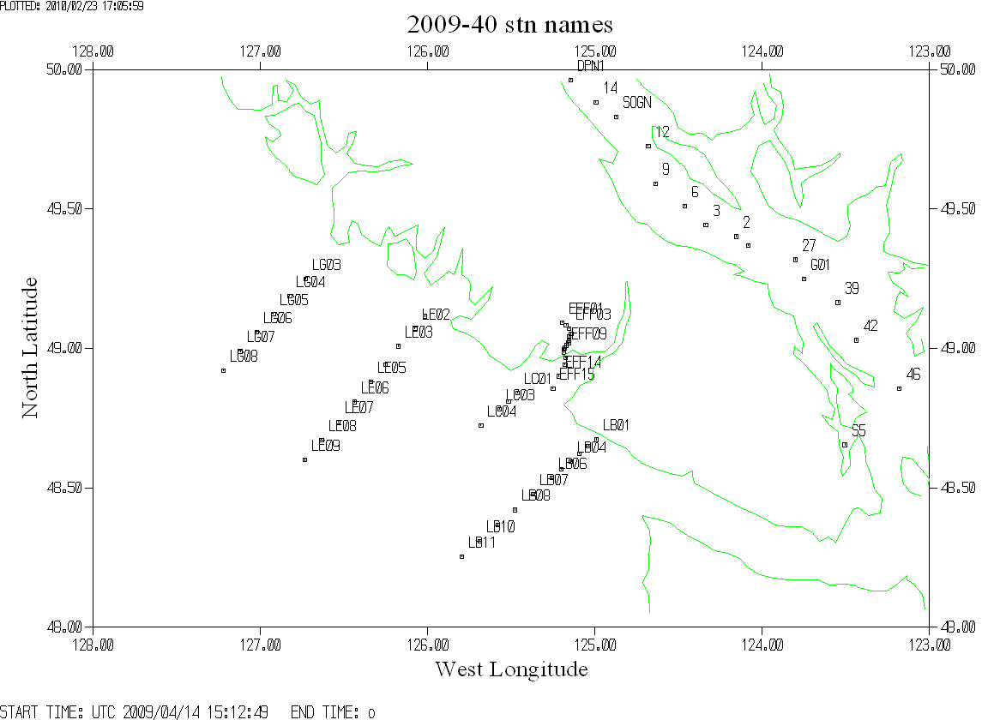 PLOTTED: 2010/02/23 17:05:59
2009-40 stn names
128.00 127.00 126.00 125.00 124.00 123.00
50.00 50.00
DPN1
14
SOGN
12
9
6
49.50 49.50
3
2
27
LG03 G01
LG04
39
LG05
EFF01
LG06 LE02 EFF03
42
LG07 LE03 EFF09
49.00 49.00
LG08
EFF14
LE05 EFF15 46
LC01
LE06
LC03
LE07 LC04
LE08 LB01
S5
LE09 LB04
LB06
LB07
48.50 48.50
LB08
LB10
LB11
48.00 48.00
128.00 127.00 126.00 125.00 124.00 123.00
North Latitude
West Longitude
START TIME: UTC 2009/04/14 15:12:49 END TIME: o